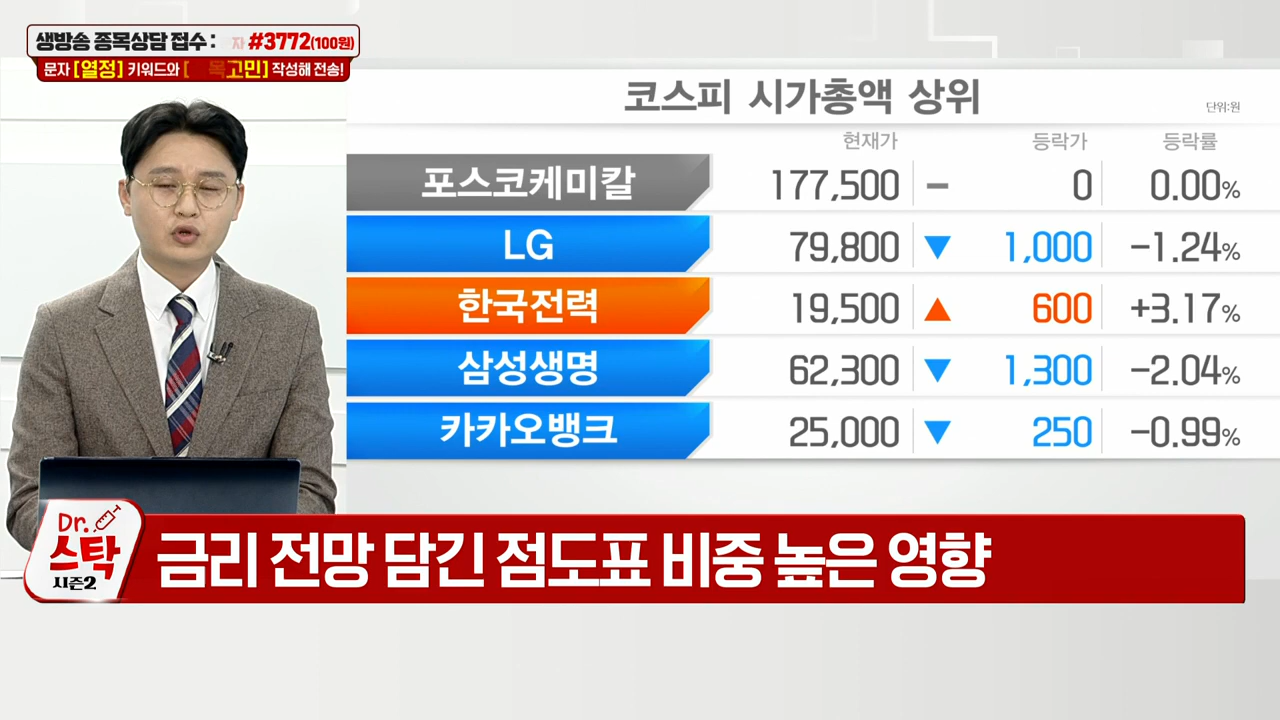 생방송 종목상담 접수 : 자 #3772(100원)
문자 [열정] 키워드와 [ 목고민] 작성해 전송!
코스피 시가총액 상위
단위:원
현재가 등락가 등락률
포스코케미칼 177,500 − 0 0.00%
LG 79,800 ▼ 1,000 −1.24%
한국전력 19,500 ▲ 600 +3.17%
삼성생명 62,300 ▼ 1,300 −2.04%
카카오뱅크 25,000 ▼ 250 −0.99%
Dr.
스탁
시즌2
금리 전망 담긴 점도표 비중 높은 영향